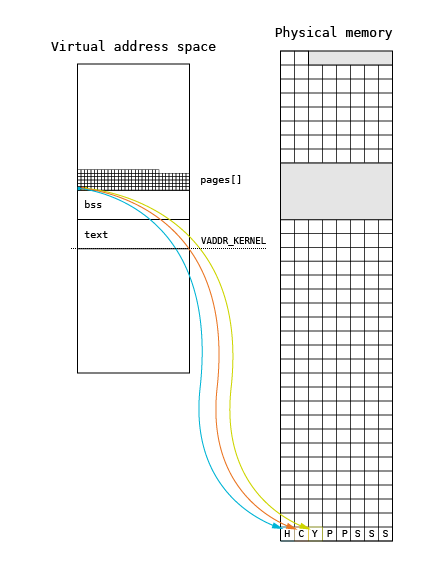 Physical memory
Virtual address space
pages[]
bss
text
VADDR_KERNEL
H C Y P P S S S